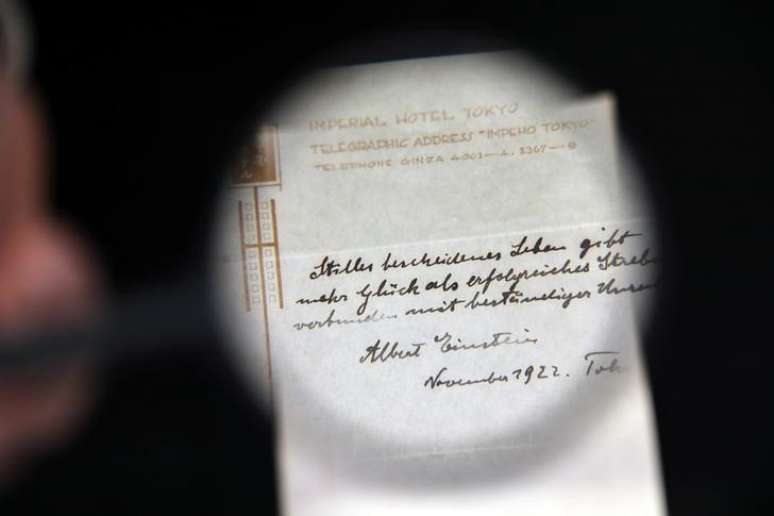 IMPERIAL HOTEL TOKYO
TELEGRAPHIC ADDRESS "IMPEHO TOKYO"
TELEPHONE GINZA
Stilles bescheidenes Leben gibt
mehr Glück als erfolgreiches Streben
verbunden mit beständiger
Albert Einstein
November 1922.